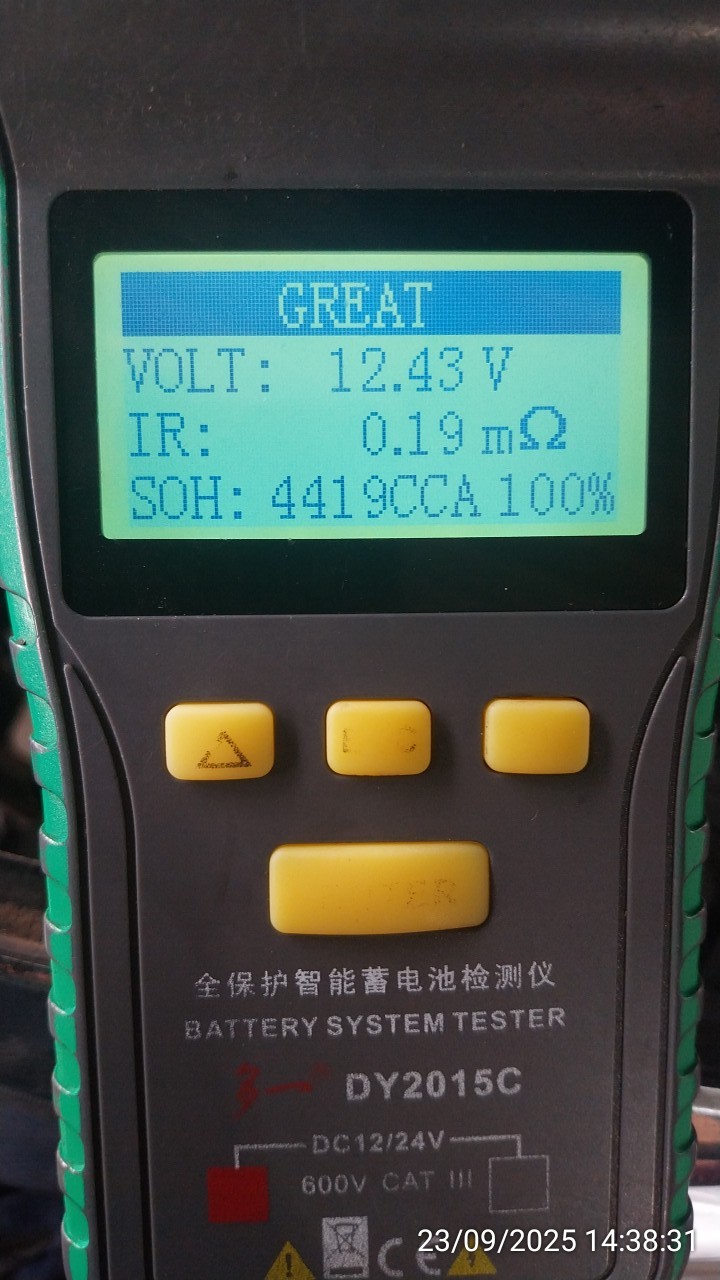 GREAT
VOLT: 12.43 V
IR: 0.19 mΩ
SOH: 4419CCA 100%
全保护智能蓄电池检测仪
BATTERY SYSTEM TESTER
DY2015C
DC12/24V
600V CAT III
CE
23/09/2025 14:38:31